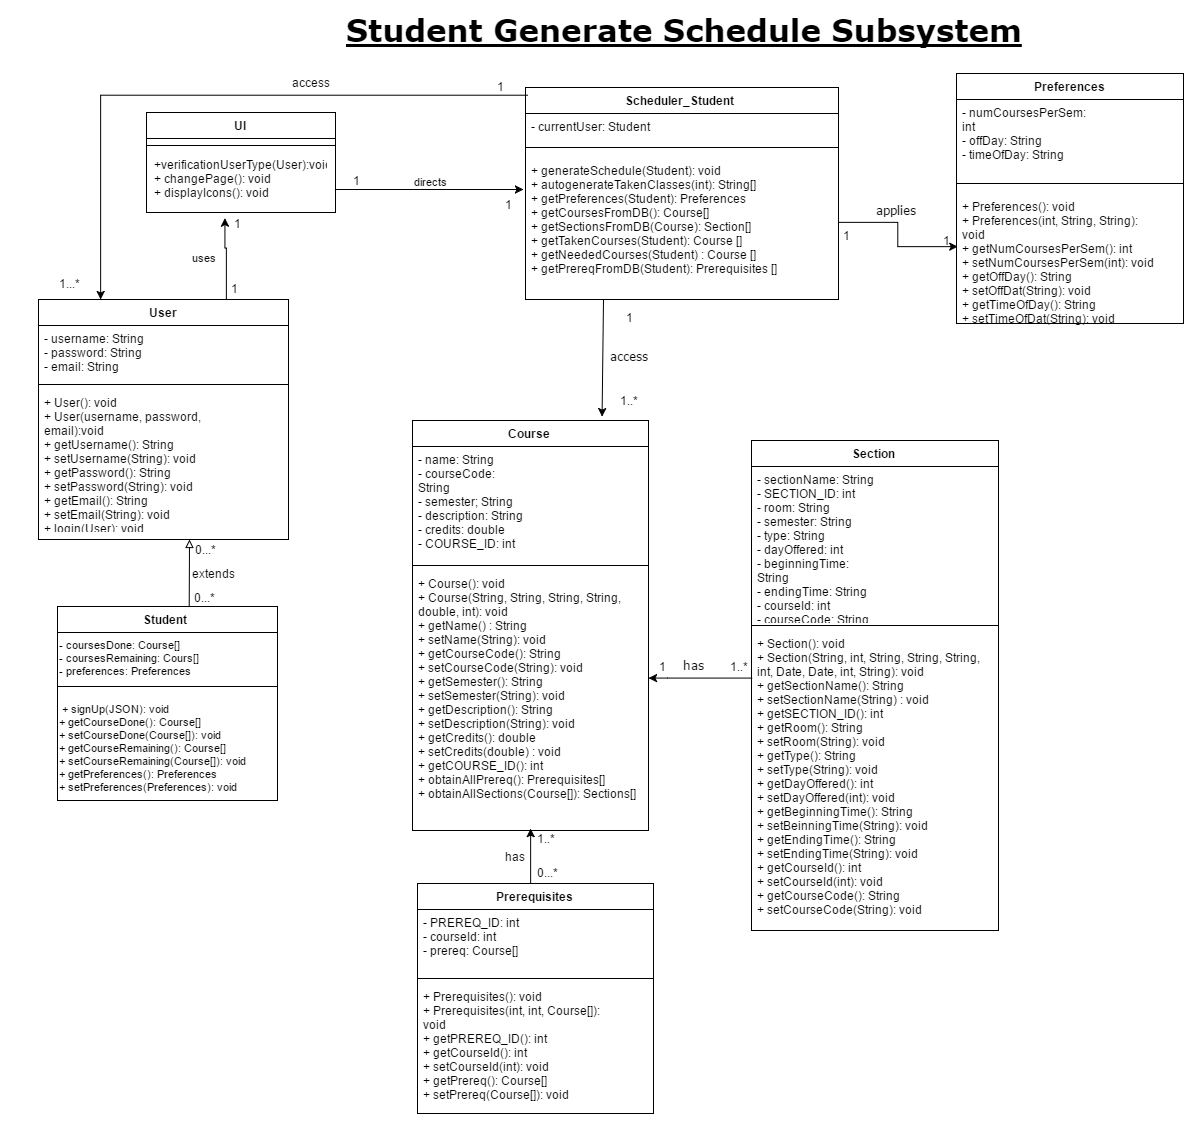 Student Generate Schedule Subsystem
access
1
1...*
UI
+verificationUserType(User):void
+ changePage(): void
+ displayIcons(): void
1
directs
1
1
uses
1
Scheduler_Student
- currentUser: Student
+ generateSchedule(Student): void
+ autogenerateTakenClasses(int): String[]
+ getPreferences(Student): Preferences
+ getCoursesFromDB(): Course[]
+ getSectionsFromDB(Course): Section[]
+ getTakenCourses(Student): Course []
+ getNeededCourses(Student) : Course []
+ getPrereqFromDB(Student): Prerequisites []
applies
1
1
Preferences
- numCoursesPerSem:
int
- offDay: String
- timeOfDay: String
+ Preferences(): void
+ Preferences(int, String, String):
void
+ getNumCoursesPerSem(): int
+ setNumCoursesPerSem(int): void
+ getOffDay(): String
+ setOffDat(String): void
+ getTimeOfDay(): String
+ setTimeOfDat(String): void
User
- username: String
- password: String
- email: String
+ User(): void
+ User(username, password,
email):void
+ getUsername(): String
+ setUsername(String): void
+ getPassword(): String
+ setPassword(String): void
+ getEmail(): String
+ setEmail(String): void
+ login(User): void
0...*
extends
0...*
Student
- coursesDone: Course[]
- coursesRemaining: Cours[]
- preferences: Preferences
+ signUp(JSON): void
+ getCourseDone(): Course[]
+ setCourseDone(Course[]): void
+ getCourseRemaining(): Course[]
+ setCourseRemaining(Course[]): void
+ getPreferences(): Preferences
+ setPreferences(Preferences): void
1
access
1..*
Course
- name: String
- courseCode:
String
- semester; String
- description: String
- credits: double
- COURSE_ID: int
+ Course(): void
+ Course(String, String, String, String,
double, int): void
+ getName() : String
+ setName(String): void
+ getCourseCode(): String
+ setCourseCode(String): void
+ getSemester(): String
+ setSemester(String): void
+ getDescription(): String
+ setDescription(String): void
+ getCredits(): double
+ setCredits(double) : void
+ getCOURSE_ID(): int
+ obtainAllPrereq(): Prerequisites[]
+ obtainAllSections(Course[]): Sections[]
1
has
1..*
Section
- sectionName: String
- SECTION_ID: int
- room: String
- semester: String
- type: String
- dayOffered: int
- beginningTime:
String
- endingTime: String
- courseId: int
- courseCode: String
+ Section(): void
+ Section(String, int, String, String, String,
int, Date, Date, int, String): void
+ getSectionName(): String
+ setSectionName(String) : void
+ getSECTION_ID(): int
+ getRoom(): String
+ setRoom(String): void
+ getType(): String
+ setType(String): void
+ getDayOffered(): int
+ setDayOffered(int): void
+ getBeginningTime(): String
+ setBeinningTime(String): void
+ getEndingTime(): String
+ setEndingTime(String): void
+ getCourseId(): int
+ setCourseId(int): void
+ getCourseCode(): String
+ setCourseCode(String): void
1..*
has
0...*
Prerequisites
- PREREQ_ID: int
- courseId: int
- prereq: Course[]
+ Prerequisites(): void
+ Prerequisites(int, int, Course[]):
void
+ getPREREQ_ID(): int
+ getCourseId(): int
+ setCourseId(int): void
+ getPrereq(): Course[]
+ setPrereq(Course[]): void